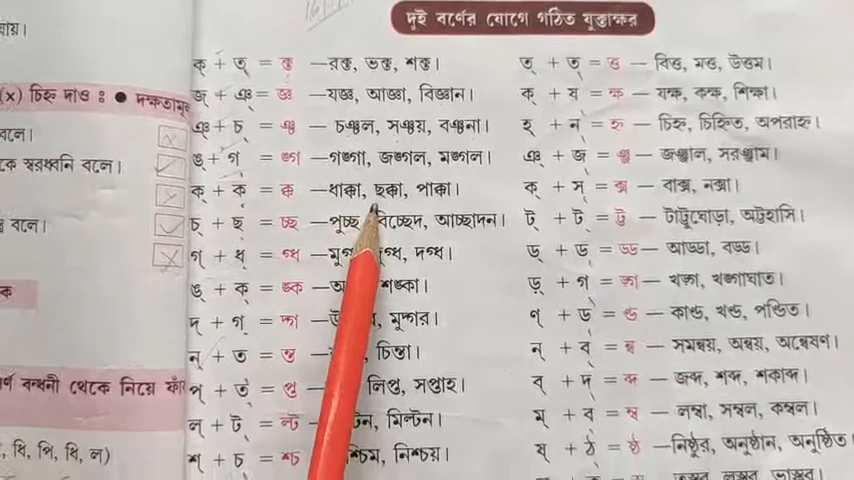 দুই বর্ণের যোগে গঠিত যুক্তাক্ষর
(x) চিহ্ন দাও : ● দক্ষতামূ
বলে।
কে স্বরধ্বনি বলে।
বলে।
ক
বন্ধনী থেকে নিয়ে ফাঁ
, ধি, পি, ধি, ল)
ক্ + ত্ = ক্ত — রক্ত, ভক্ত, শক্ত।
জ্ + ঞ = জ্ঞ — যজ্ঞ, আজ্ঞা, বিজ্ঞান।
ঞ্ + চ্ = ঞ্চ — চঞ্চল, সঞ্চয়, বঞ্চনা।
ঙ্ + গ্ = ঙ্গ — গঙ্গা, জঙ্গল, মঙ্গল।
ক্ + ক্ = ক্ক — ধাক্কা, ছক্কা, পাক্কা।
চ্ + ছ্ = চ্ছ — পুচ্ছ, বিচ্ছেদ, আচ্ছাদন।
গ্ + ধ্ = গ্ধ — দগ্ধ।
ঙ্ + ক্ = ঙ্ক — শঙ্কা।
দ্ + গ্ = দ্গ — মুদ্গর।
ন্ + ত = ন্ত — চিন্তা।
প্ + ত্ = প্ত — লিপ্ত, সপ্তাহ।
ল্ + ট = ল্ট — মিল্টন।
শ্ + চ = শ্চ — নিশ্চয়।
ত্ + ত্ = ত্ত — বিত্ত, মত্ত, উত্তম।
ক্ + ষ = ক্ষ — যক্ষ, কক্ষ, শিক্ষা।
হ্ + ন = হ্ন — চিহ্ন, চিহ্নিত, অপরাহ্ন।
ঞ্ + জ = ঞ্জ — জঞ্জাল, সরঞ্জাম।
ক্ + স্ = ক্স — বাক্স, নক্সা।
ট্ + ট = ট্ট — টাট্টুঘোড়া, অট্টহাসি।
ড্ + ড = ড্ড — আড্ডা, বড্ড।
ড়্ + গ = ড়্গ — খড়্গ, খড়্গাঘাত।
ণ্ + ড = ণ্ড — কাণ্ড, খণ্ড, পণ্ডিত।
ন্ + ব = ন্ব — সমন্বয়, অন্বয়, অন্বেষণ।
ব্ + দ = ব্দ — জব্দ, শব্দ, শকাব্দ।
ম্ + ব = ম্ব — লম্বা, সম্বল, কম্বল।
ষ্ + ঠ = ষ্ঠ — নিষ্ঠুর, অনুষ্ঠান, অনুষ্ঠিত।